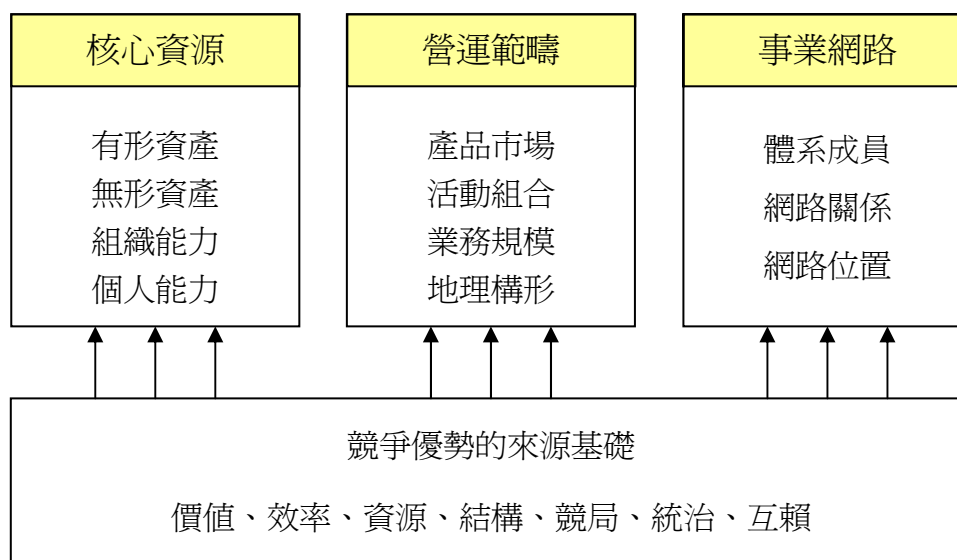 核心資源
有形資產
無形資產
組織能力
個人能力
營運範疇
產品市場
活動組合
業務規模
地理構形
事業網路
體系成員
網路關係
網路位置
競爭優勢的來源基礎
價值、效率、資源、結構、競局、統治、互賴